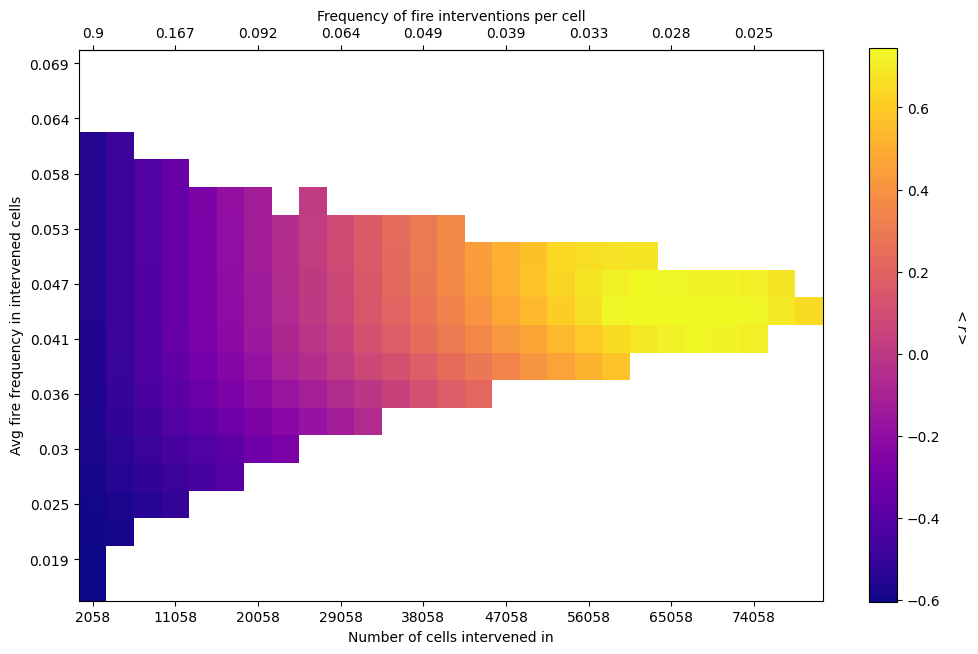 Frequency of fire interventions per cell
0.9 0.167 0.092 0.064 0.049 0.039 0.033 0.028 0.025
Avg fire frequency in intervened cells
0.069
0.064
0.058
0.053
0.047
0.041
0.036
0.03
0.025
0.019
2058 11058 20058 29058 38058 47058 56058 65058 74058
Number of cells intervened in
0.6
0.4
0.2
0.0
−0.2
−0.4
−0.6
< r >